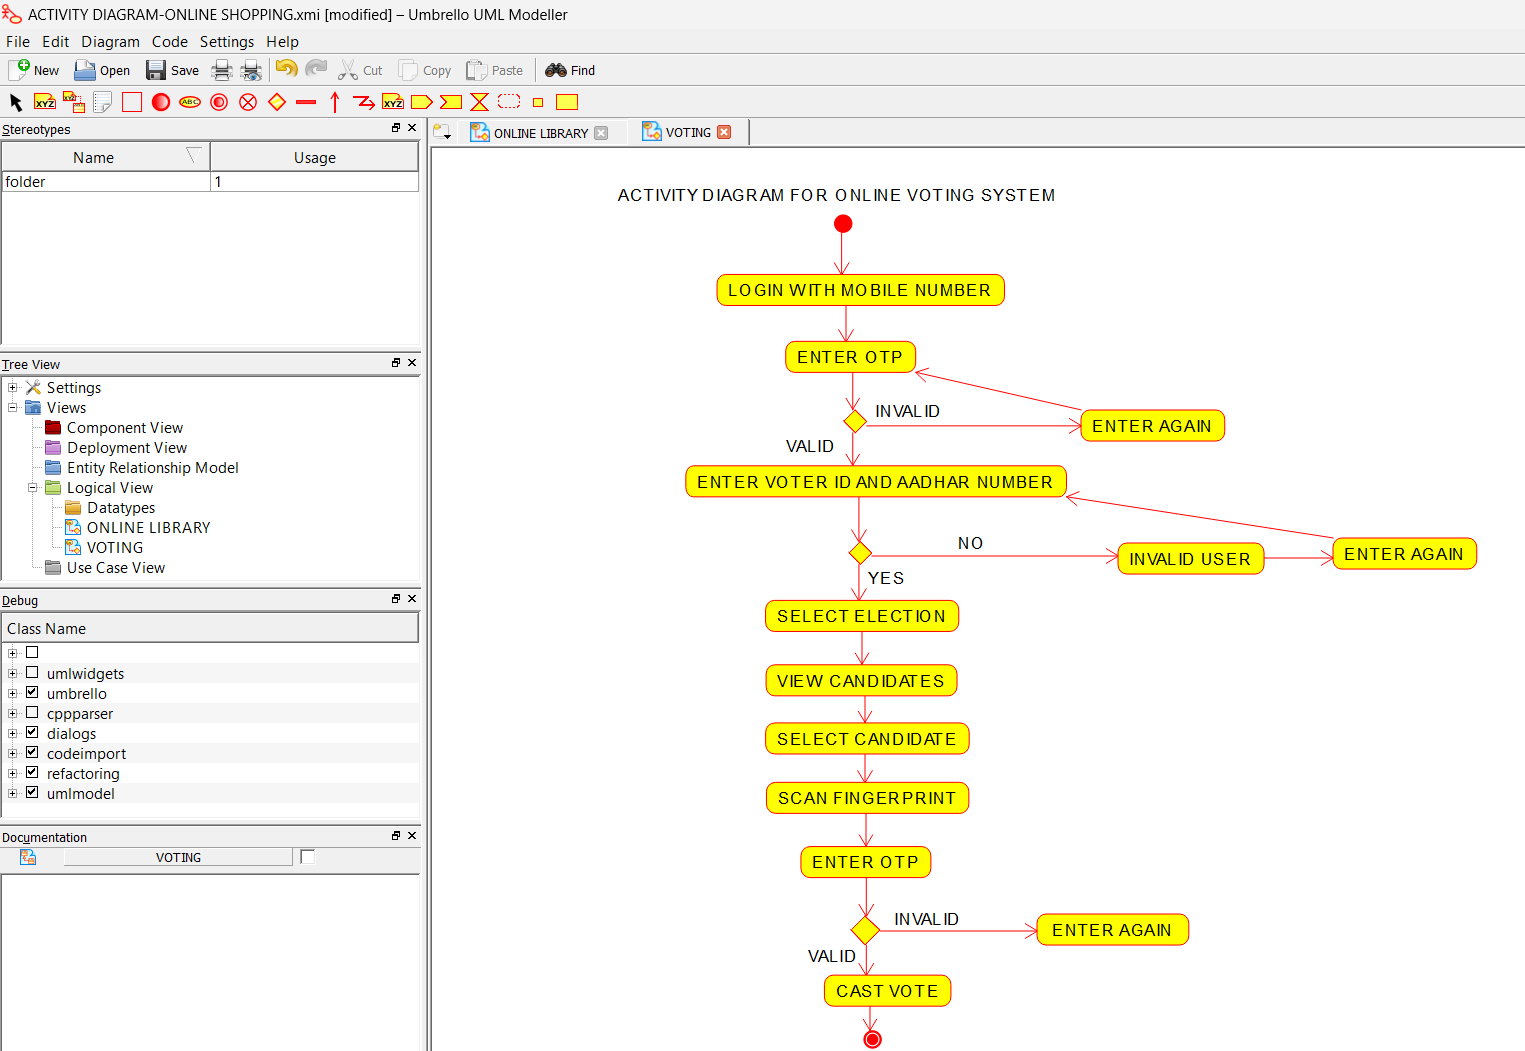 ACTIVITY DIAGRAM-ONLINE SHOPPING.xmi [modified] – Umbrello UML Modeller
File Edit Diagram Code Settings Help
New Open Save Cut Copy Paste Find
XYZ XYZ ABC XYZ
Stereotypes
Name Usage
folder 1
Tree View
Settings
Views
Component View
Deployment View
Entity Relationship Model
Logical View
Datatypes
ONLINE LIBRARY
VOTING
Use Case View
Debug
Class Name
umlwidgets
umbrello
cppparser
dialogs
codeimport
refactoring
umlmodel
Documentation
VOTING
ONLINE LIBRARY VOTING
ACTIVITY DIAGRAM FOR ONLINE VOTING SYSTEM
LOGIN WITH MOBILE NUMBER
ENTER OTP
INVALID
ENTER AGAIN
VALID
ENTER VOTER ID AND AADHAR NUMBER
NO
INVALID USER
ENTER AGAIN
YES
SELECT ELECTION
VIEW CANDIDATES
SELECT CANDIDATE
SCAN FINGERPRINT
ENTER OTP
INVALID
ENTER AGAIN
VALID
CAST VOTE